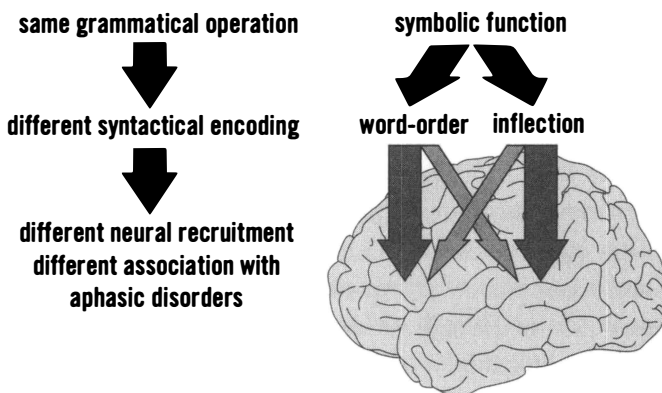 same grammatical operation
different syntactical encoding
different neural recruitment
different association with
aphasic disorders
symbolic function
word-order
inflection